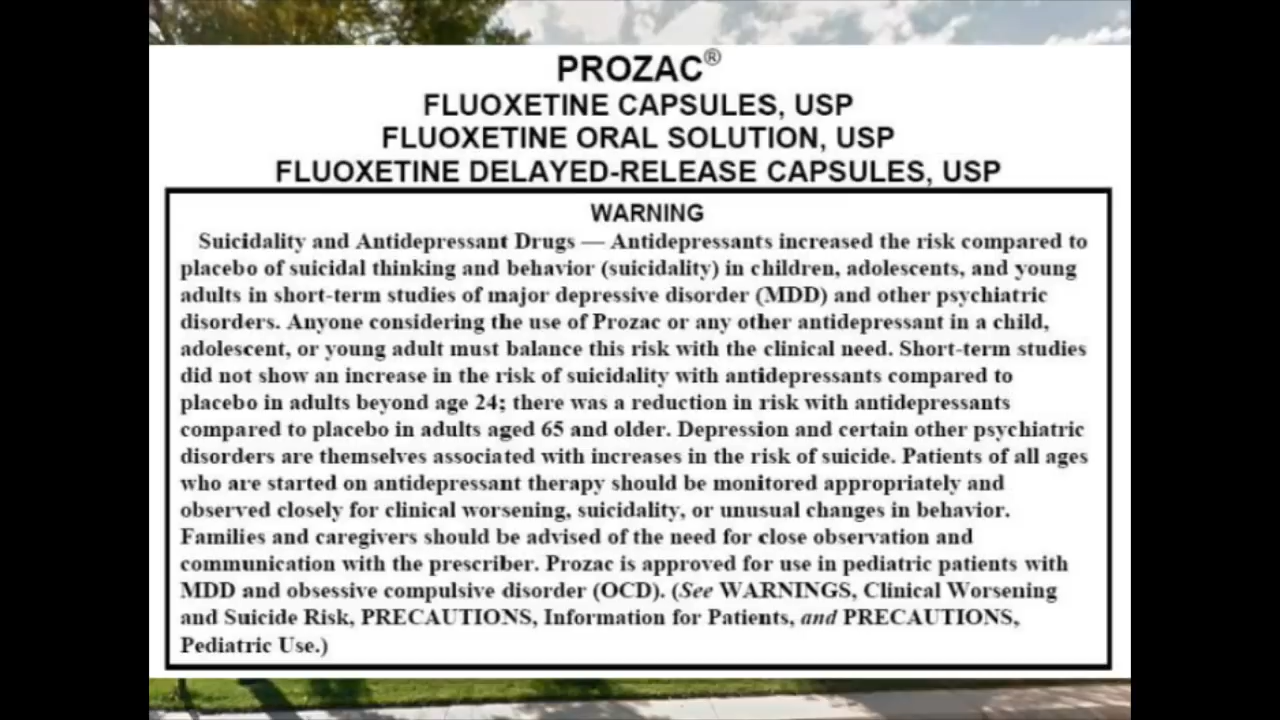 PROZAC®
FLUOXETINE CAPSULES, USP
FLUOXETINE ORAL SOLUTION, USP
FLUOXETINE DELAYED-RELEASE CAPSULES, USP
WARNING
Suicidality and Antidepressant Drugs — Antidepressants increased the risk compared to
placebo of suicidal thinking and behavior (suicidality) in children, adolescents, and young
adults in short-term studies of major depressive disorder (MDD) and other psychiatric
disorders. Anyone considering the use of Prozac or any other antidepressant in a child,
adolescent, or young adult must balance this risk with the clinical need. Short-term studies
did not show an increase in the risk of suicidality with antidepressants compared to
placebo in adults beyond age 24; there was a reduction in risk with antidepressants
compared to placebo in adults aged 65 and older. Depression and certain other psychiatric
disorders are themselves associated with increases in the risk of suicide. Patients of all ages
who are started on antidepressant therapy should be monitored appropriately and
observed closely for clinical worsening, suicidality, or unusual changes in behavior.
Families and caregivers should be advised of the need for close observation and
communication with the prescriber. Prozac is approved for use in pediatric patients with
MDD and obsessive compulsive disorder (OCD). (See WARNINGS, Clinical Worsening
and Suicide Risk, PRECAUTIONS, Information for Patients, and PRECAUTIONS,
Pediatric Use.)